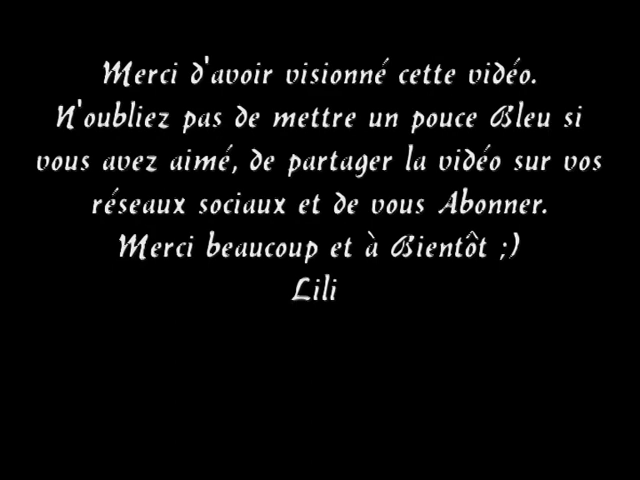 Merci d'avoir visionné cette vidéo.
N'oubliez pas de mettre un pouce Bleu si
vous avez aimé, de partager la vidéo sur vos
réseaux sociaux et de vous Abonner.
Merci beaucoup et à Bientôt ;)
Lili